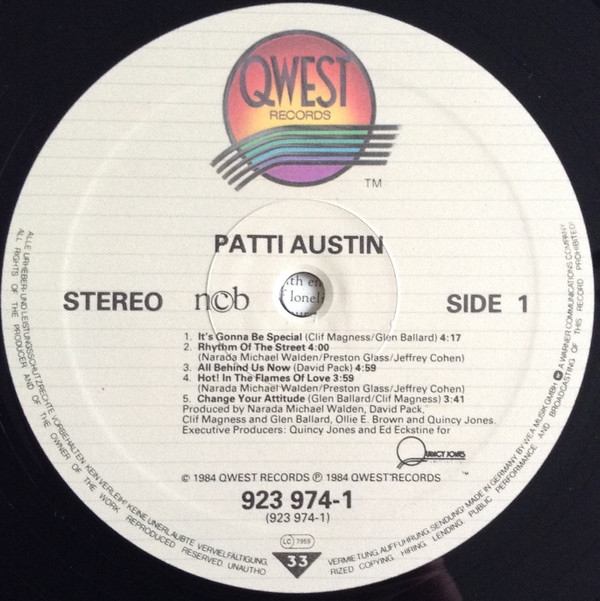 QWEST
RECORDS
TM
PATTI AUSTIN
STEREO
ncb
SIDE 1
1. It's Gonna Be Special (Clif Magness/Glen Ballard) 4:17
2. Rhythm Of The Street 4:00
(Narada Michael Walden/Preston Glass/Jeffrey Cohen)
3. All Behind Us Now (David Pack) 4:59
4. Hot! In The Flames Of Love 3:59
(Narada Michael Walden/Preston Glass/Jeffrey Cohen)
5. Change Your Attitude (Glen Ballard/Clif Magness) 3:41
Produced by Narada Michael Walden, David Pack,
Clif Magness and Glen Ballard, Ollie E. Brown and Quincy Jones.
Executive Producers: Quincy Jones and Ed Eckstine for
QUINCY JONES
© 1984 QWEST RECORDS ℗ 1984 QWEST RECORDS
923 974-1
(923 974-1)
LC 7969
33
ALLE URHEBER- UND LEISTUNGSSCHUTZRECHTE VORBEHALTEN. KEIN VERLEIH! KEINE UNERLAUBTE VERVIELFÄLTIGUNG,
VERMIETUNG, AUFFÜHRUNG, SENDUNG! MADE IN GERMANY BY WEA MUSIK GMBH A WARNER COMMUNICATIONS COMPANY
ALL RIGHTS OF THE PRODUCER AND OF THE OWNER OF THE WORK REPRODUCED RESERVED. UNAUTHO
RIZED COPYING, HIRING, LENDING, PUBLIC PERFORMANCE AND BROADCASTING OF THIS RECORD PROHIBITED!